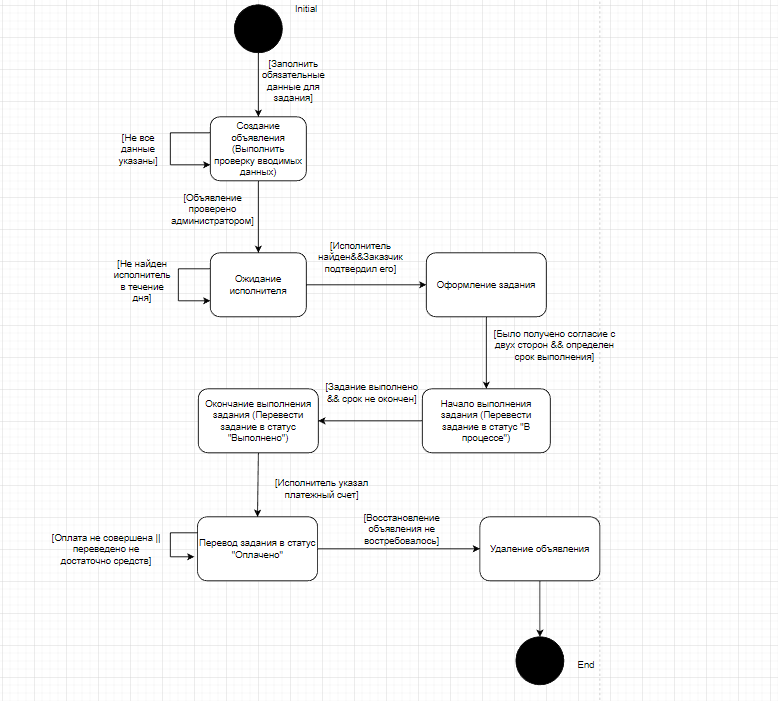 Initial
[Заполнить
обязательные
данные для
задания]
Создание
объявления
(Выполнить
проверку вводимых
данных)
[Не все
данные
указаны]
[Объявление
проверено
администратором]
[Не найден
исполнитель
в течение
дня]
Ожидание
исполнителя
[Исполнитель
найден&&Заказчик
подтвердил его]
Оформление задания
[Было получено согласие с
двух сторон && определен
срок выполнения]
Начало выполнения
задания (Перевести
задание в статус "В
процессе")
[Задание выполнено
&& срок не окончен]
Окончание выполнения
задания (Перевести
задание в статус
"Выполнено")
[Исполнитель указал
платежный счет]
[Оплата не совершена ||
переведено не
достаточно средств]
Перевод задания в статус
"Оплачено"
[Восстановление
объявления не
востребовалось]
Удаление объявления
End